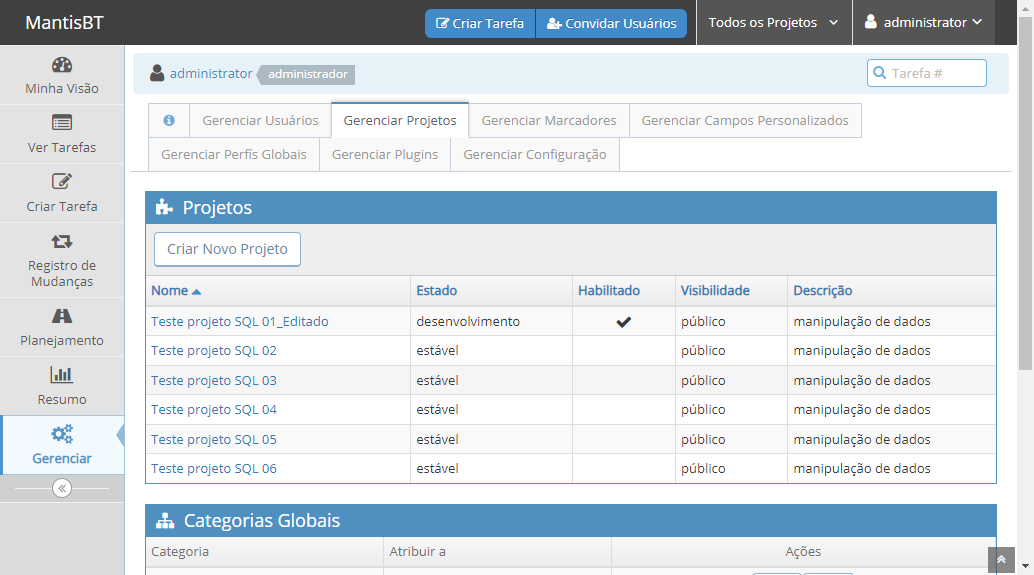 MantisBT
Criar Tarefa
Convidar Usuários
Todos os Projetos
administrator
Minha Visão
Ver Tarefas
Criar Tarefa
Registro de
Mudanças
Planejamento
Resumo
Gerenciar
administrator administrador
Tarefa #
Gerenciar Usuários Gerenciar Projetos Gerenciar Marcadores Gerenciar Campos Personalizados
Gerenciar Perfís Globais Gerenciar Plugins Gerenciar Configuração
Projetos
Criar Novo Projeto
Nome Estado Habilitado Visibilidade Descrição
Teste projeto SQL 01_Editado desenvolvimento público manipulação de dados
Teste projeto SQL 02 estável público manipulação de dados
Teste projeto SQL 03 estável público manipulação de dados
Teste projeto SQL 04 estável público manipulação de dados
Teste projeto SQL 05 estável público manipulação de dados
Teste projeto SQL 06 estável público manipulação de dados
Categorias Globais
Categoria Atribuir a Ações